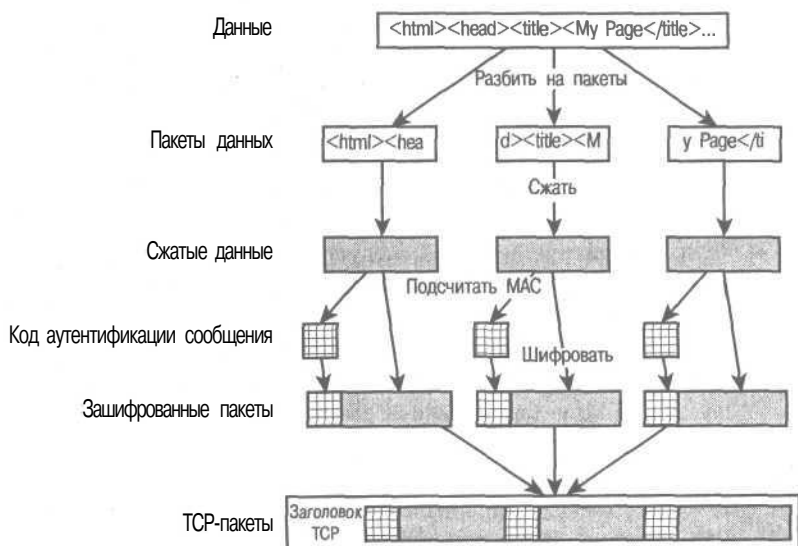 Данные
<html><head><title><My Page</title>...
Разбить на пакеты
Пакеты данных
<html><hea
d><title><M
y Page</ti
Сжать
Сжатые данные
Подсчитать MAC
Код аутентификации сообщения
Шифровать
Зашифрованные пакеты
TCP-пакеты
Заголовок
TCP